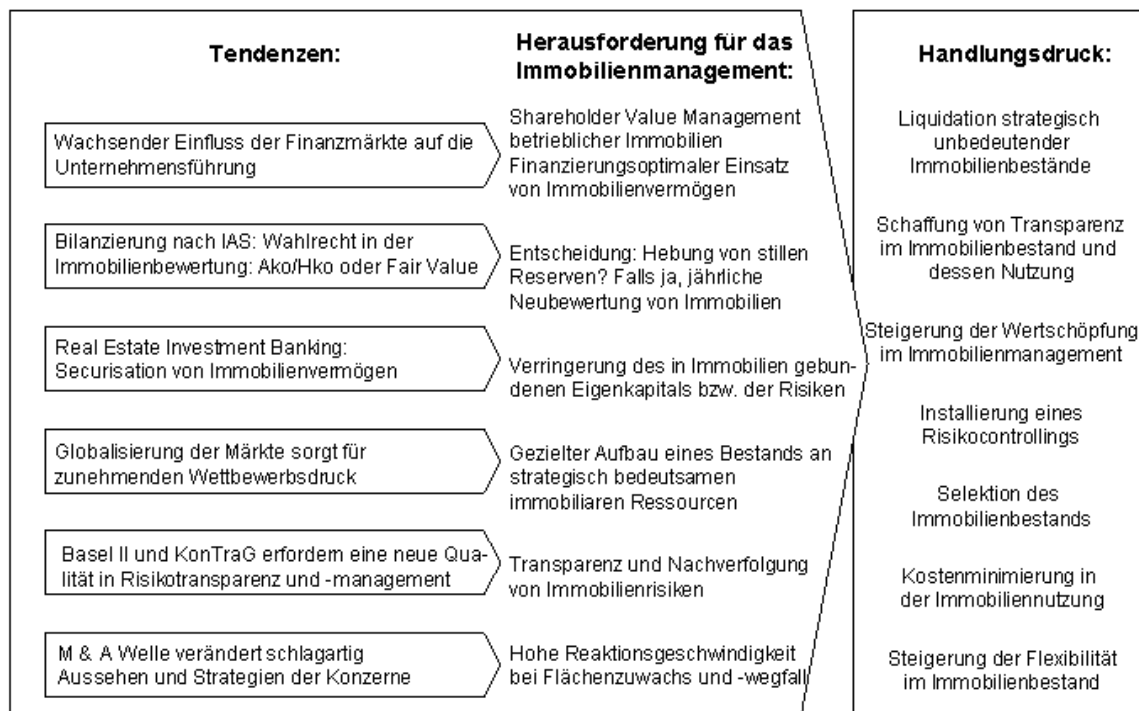 Tendenzen:
Herausforderung für das
Immobilienmanagement:
Handlungsdruck:
Wachsender Einfluss der Finanzmärkte auf die
Unternehmensführung
Shareholder Value Management
betrieblicher Immobilien
Finanzierungsoptimaler Einsatz
von Immobilienvermögen
Bilanzierung nach IAS: Wahlrecht in der
Immobilienbewertung: Ako/Hko oder Fair Value
Entscheidung: Hebung von stillen
Reserven? Falls ja, jährliche
Neubewertung von Immobilien
Real Estate Investment Banking:
Securisation von Immobilienvermögen
Verringerung des in Immobilien gebun-
denen Eigenkapitals bzw. der Risiken
Globalisierung der Märkte sorgt für
zunehmenden Wettbewerbsdruck
Gezielter Aufbau eines Bestands an
strategisch bedeutsamen
immobiliaren Ressourcen
Basel II und KonTraG erfordern eine neue Qua-
lität in Risikotransparenz und -management
Transparenz und Nachverfolgung
von Immobilienrisiken
M & A Welle verändert schlagartig
Aussehen und Strategien der Konzerne
Hohe Reaktionsgeschwindigkeit
bei Flächenzuwachs und -wegfall
Liquidation strategisch
unbedeutender
Immobilienbestände
Schaffung von Transparenz
im Immobilienbestand und
dessen Nutzung
Steigerung der Wertschöpfung
im Immobilienmanagement
Installierung eines
Risikocontrollings
Selektion des
Immobilienbestands
Kostenminimierung in
der Immobiliennutzung
Steigerung der Flexibilität
im Immobilienbestand